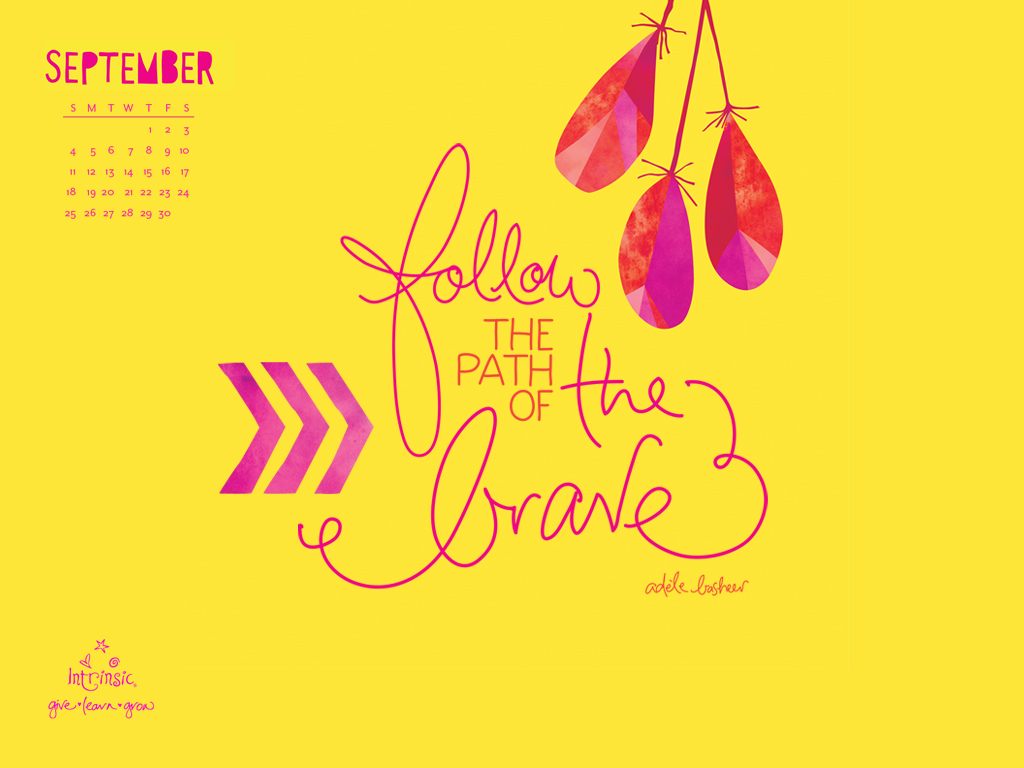 SEPTEMBER
S M T W T F S
1 2 3
4 5 6 7 8 9 10
11 12 13 14 15 16 17
18 19 20 21 22 23 24
25 26 27 28 29 30
follow
THE
PATH
OF the
brave
adèle basheer
Intrinsic®
give ♥ learn ♥ grow